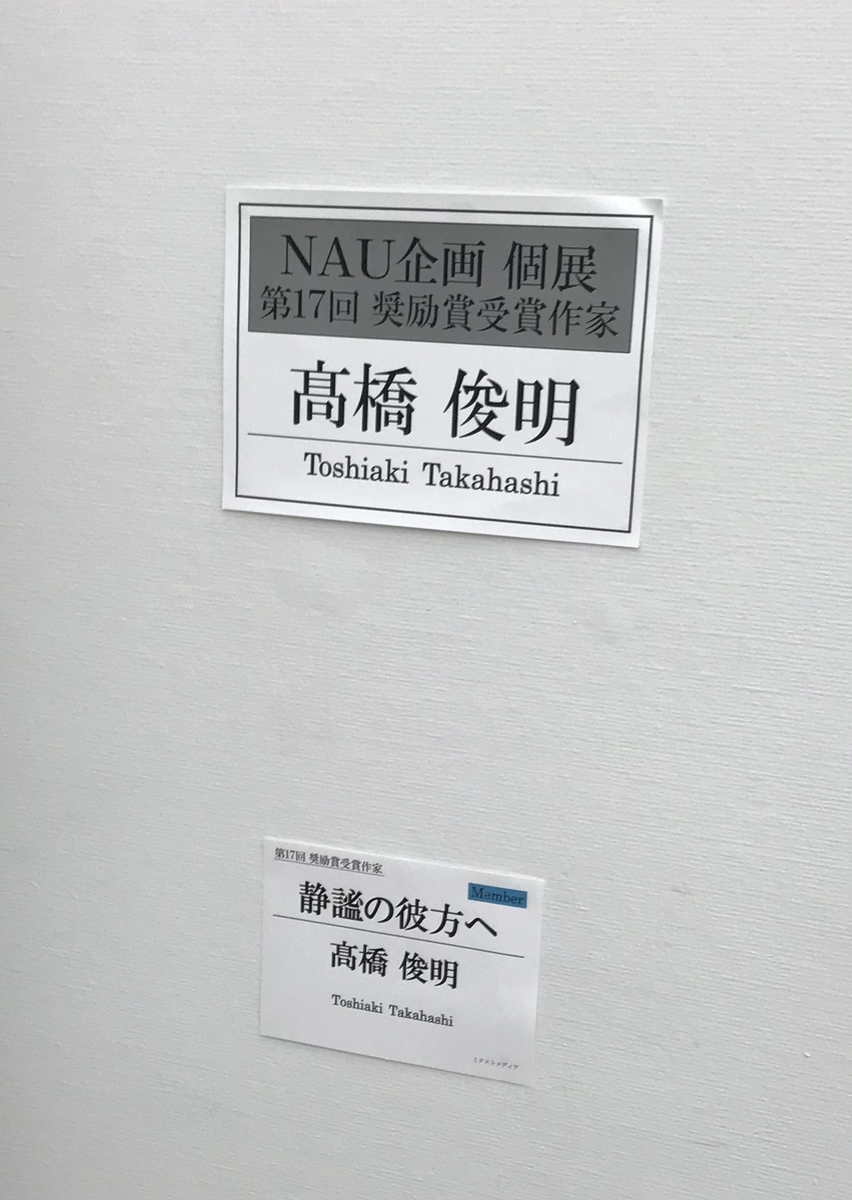 NAU企画 個展
第17回 奨励賞受賞作家
髙橋 俊明
Toshiaki Takahashi
第17回 奨励賞受賞作家
Member
静謐の彼方へ
髙橋 俊明
Toshiaki Takahashi
ミクストメディア